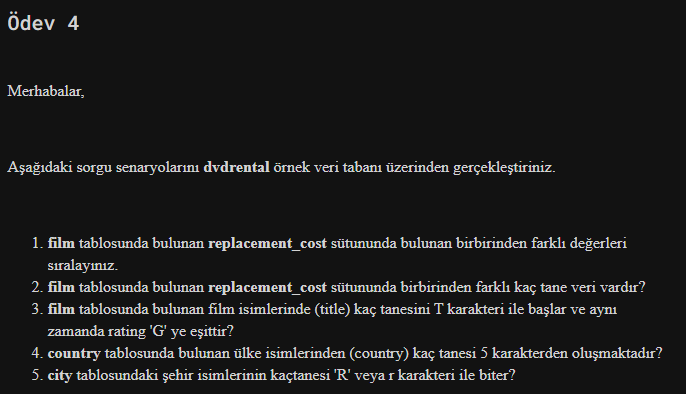 Ödev 4
Merhabalar,
Aşağıdaki sorgu senaryolarını dvdrental örnek veri tabanı üzerinden gerçekleştiriniz.
1. film tablosunda bulunan replacement_cost sütununda bulunan birbirinden farklı değerleri
sıralayınız.
2. film tablosunda bulunan replacement_cost sütununda birbirinden farklı kaç tane veri vardır?
3. film tablosunda bulunan film isimlerinde (title) kaç tanesini T karakteri ile başlar ve aynı
zamanda rating 'G' ye eşittir?
4. country tablosunda bulunan ülke isimlerinden (country) kaç tanesi 5 karakterden oluşmaktadır?
5. city tablosundaki şehir isimlerinin kaçtanesi 'R' veya r karakteri ile biter?